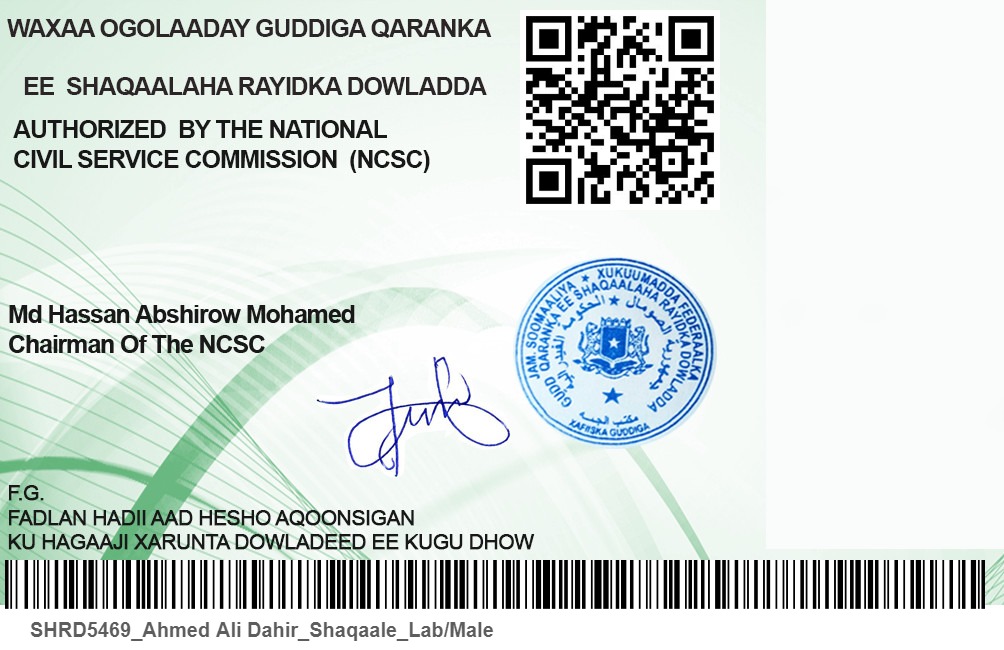 WAXAA OGOLAADAY GUDDIGA QARANKA
EE SHAQAALAHA RAYIDKA DOWLADDA
AUTHORIZED BY THE NATIONAL
CIVIL SERVICE COMMISSION (NCSC)
Md Hassan Abshirow Mohamed
Chairman Of The NCSC
JAM. SOOMAALIYA ★ XUKUUMADDA FEDERAALKA
GUDD QARANKA EE SHAQAALAHA RAYIDKA DOWLADDA
XAFIISKA GUDDIGA
F.G.
FADLAN HADII AAD HESHO AQOONSIGAN
KU HAGAAJI XARUNTA DOWLADEED EE KUGU DHOW
SHRD5469_Ahmed Ali Dahir_Shaqaale_Lab/Male